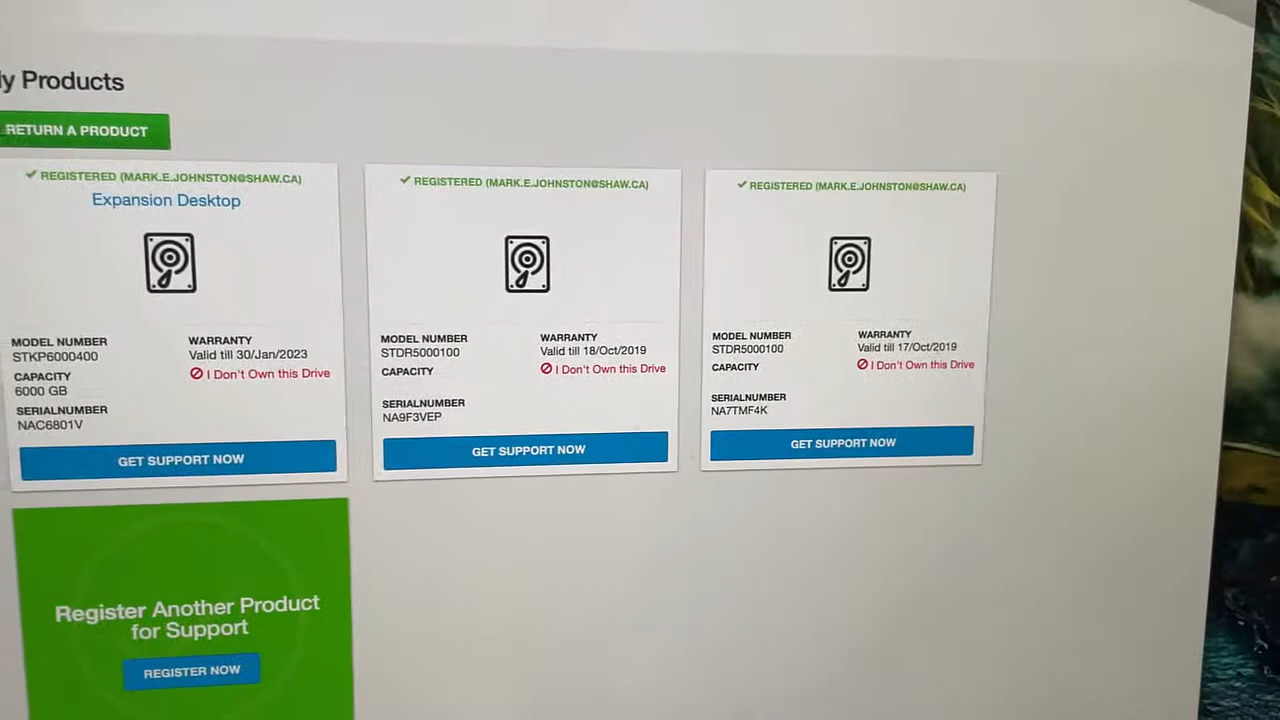 ly Products
RETURN A PRODUCT
REGISTERED (MARK.E.JOHNSTON@SHAW.CA)
Expansion Desktop
MODEL NUMBER
STKP6000400
WARRANTY
Valid till 30/Jan/2023
I Don't Own this Drive
CAPACITY
6000 GB
SERIALNUMBER
NAC6801V
GET SUPPORT NOW
REGISTERED (MARK.E.JOHNSTON@SHAW.CA)
MODEL NUMBER
STDR5000100
WARRANTY
Valid till 18/Oct/2019
I Don't Own this Drive
CAPACITY
SERIALNUMBER
NA9F3VEP
GET SUPPORT NOW
REGISTERED (MARK.E.JOHNSTON@SHAW.CA)
MODEL NUMBER
STDR5000100
WARRANTY
Valid till 17/Oct/2019
I Don't Own this Drive
CAPACITY
SERIALNUMBER
NA7TMF4K
GET SUPPORT NOW
Register Another Product
for Support
REGISTER NOW